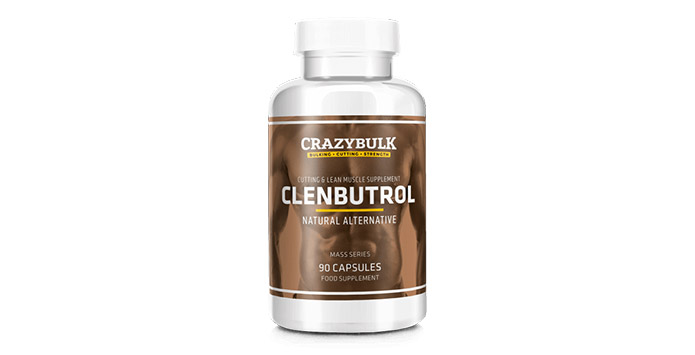 CRAZYBULK
BULKING • CUTTING • STRENGTH
CUTTING & LEAN MUSCLE SUPPLEMENT
CLENBUTROL
NATURAL ALTERNATIVE
MASS SERIES
90 CAPSULES
FOOD SUPPLEMENT